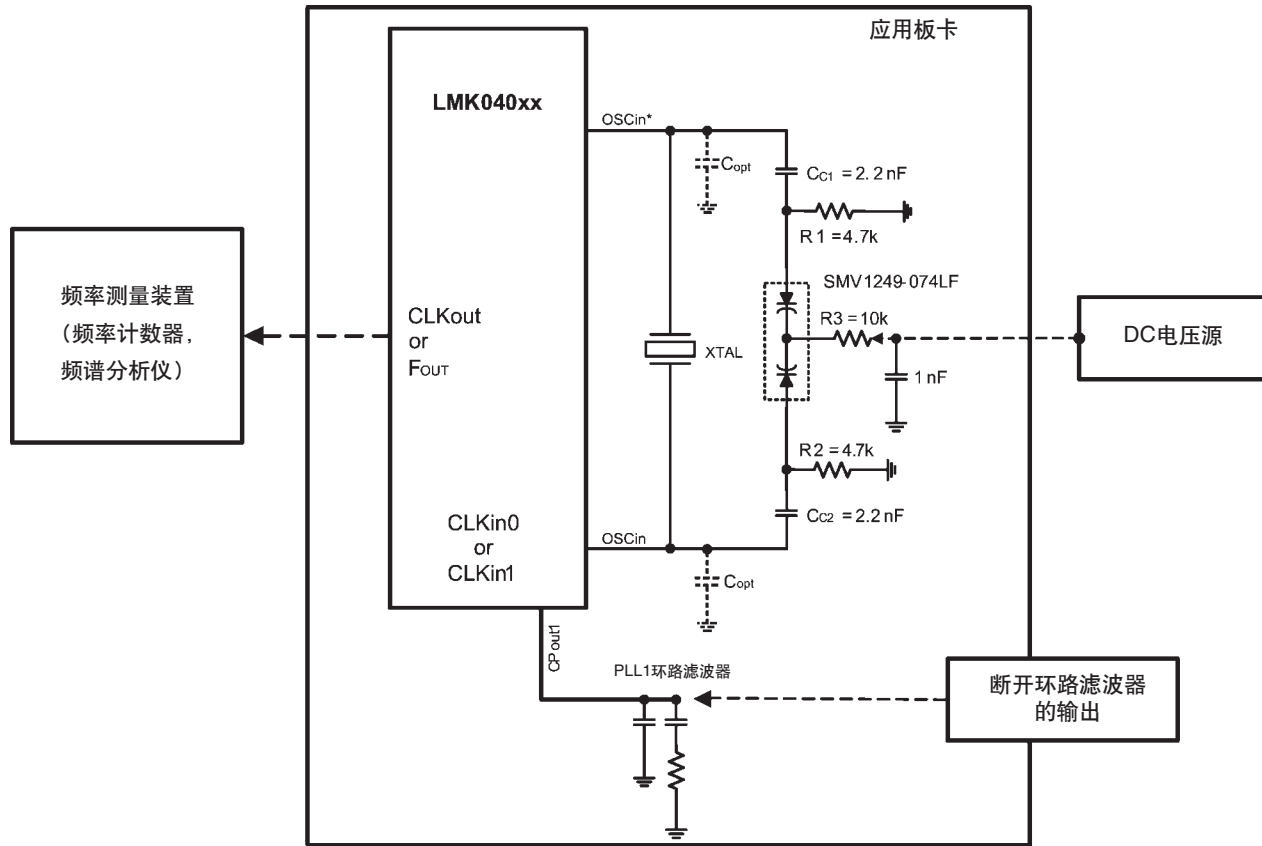 应用板卡
LMK040xx
OSCin*
Copt
CC1 = 2.2 nF
R1 = 4.7k
SMV1249-074LF
频率测量装置
（频率计数器，
频谱分析仪）
CLKout
or
FOUT
XTAL
R3 = 10k
DC电压源
1 nF
R2 = 4.7k
CC2 = 2.2 nF
CLKin0
or
CLKin1
OSCin
Copt
CPout1
PLL1环路滤波器
断开环路滤波器
的输出